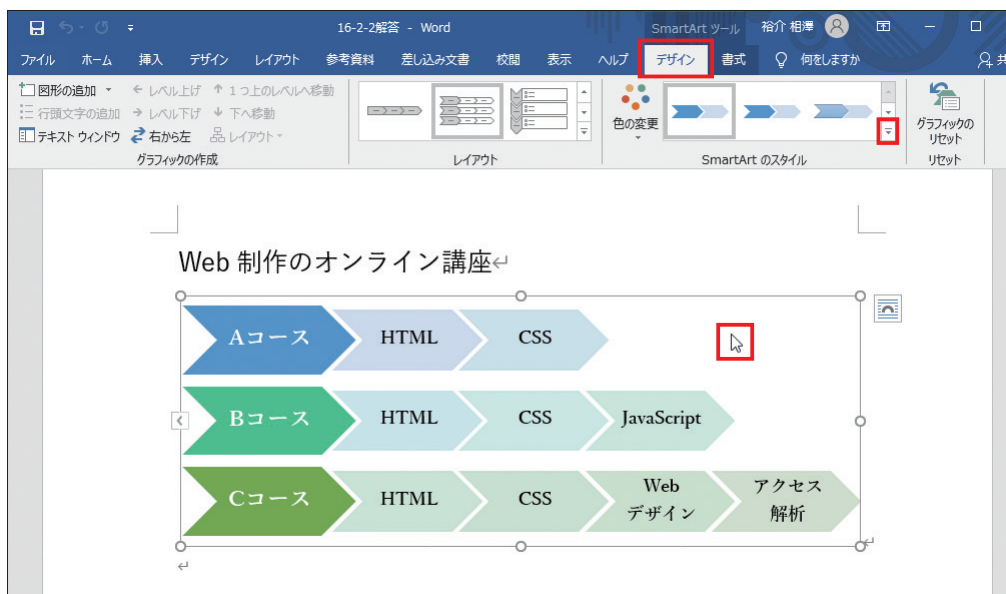 16-2-2解答 - Word
SmartArt ツール
裕介 相澤
ファイル ホーム 挿入 デザイン レイアウト 参考資料 差し込み文書 校閲 表示 ヘルプ デザイン 書式 何をしますか 共
図形の追加 レベル上げ 1 つ上のレベルへ移動
行頭文字の追加 レベル下げ 下へ移動
テキスト ウィンドウ 右から左 レイアウト
グラフィックの作成
レイアウト
色の変更
SmartArt のスタイル
グラフィックの
リセット
リセット
Web 制作のオンライン講座
Aコース HTML CSS
Bコース HTML CSS JavaScript
Cコース HTML CSS Web
デザイン アクセス
解析